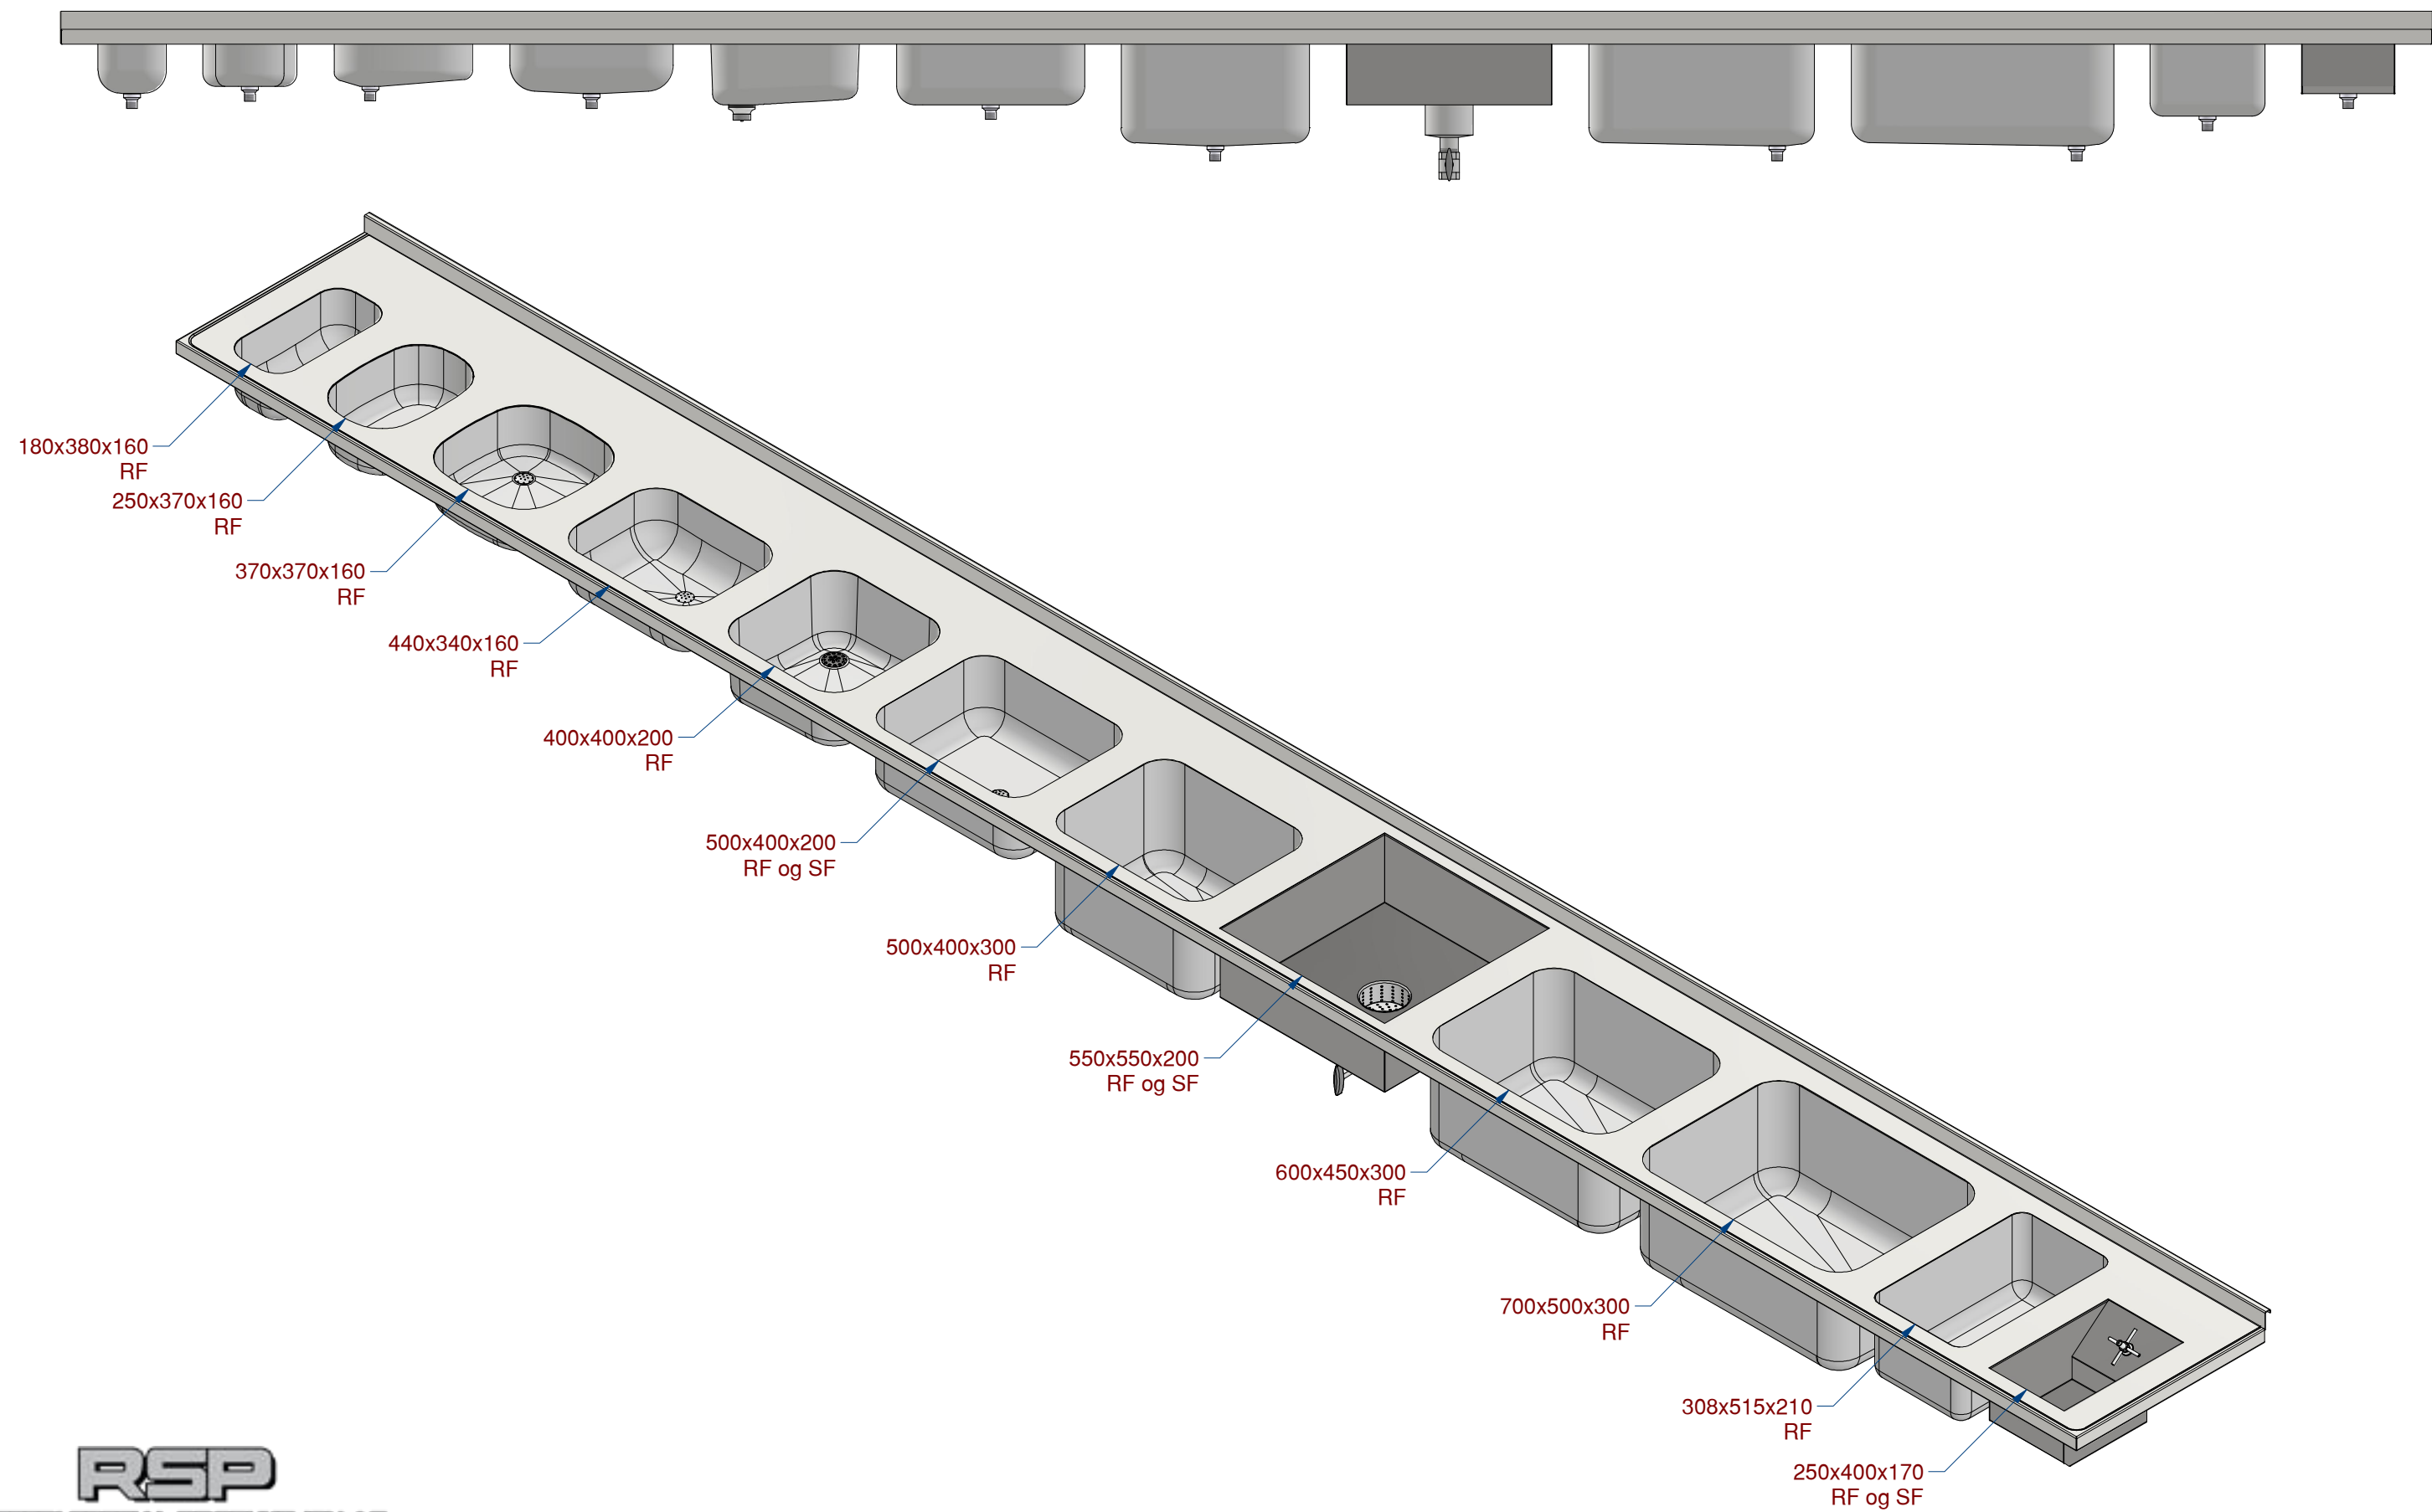 180x380x160
RF
250x370x160
RF
370x370x160
RF
440x340x160
RF
400x400x200
RF
500x400x200
RF og SF
500x400x300
RF
550x550x200
RF og SF
600x450x300
RF
700x500x300
RF
308x515x210
RF
250x400x170
RF og SF
RSP